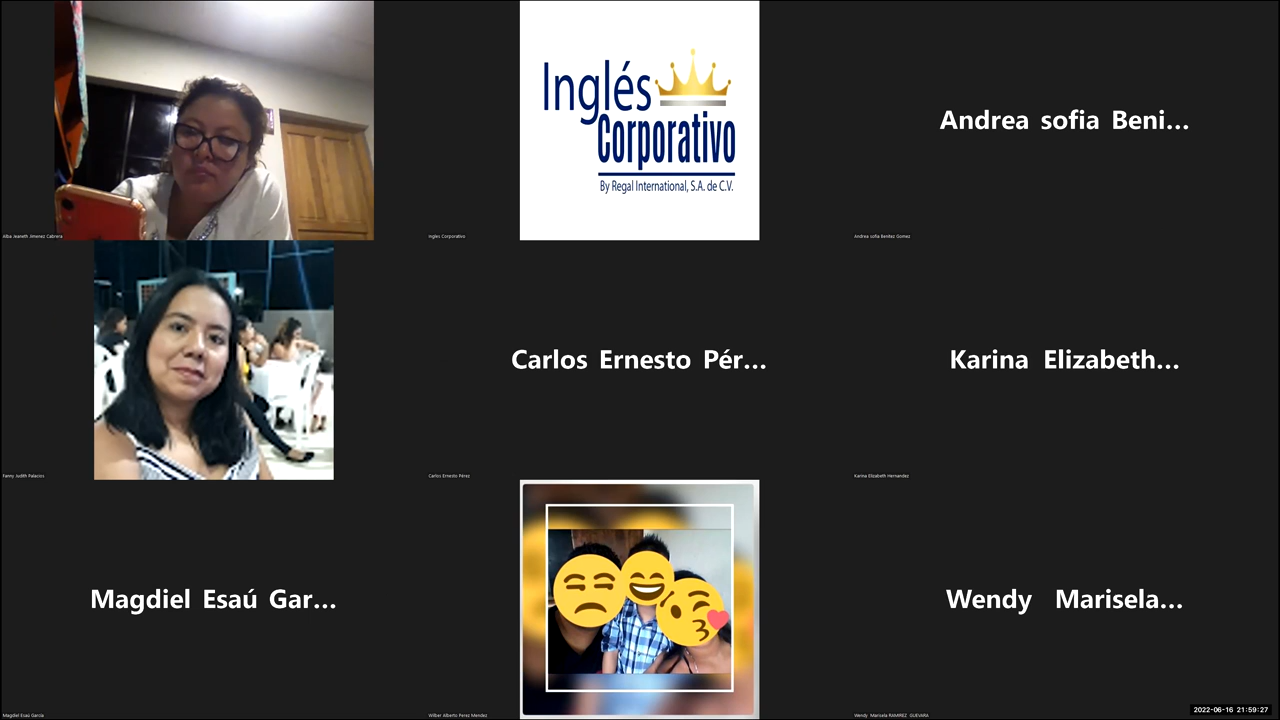 Inglés
Corporativo
By Regal International, S.A. de C.V.
Andrea sofia Beni...
Alba Jeaneth Jimenez Cabrera
Inglés Corporativo
Andrea sofia Benitez Gomez
Carlos Ernesto Pér...
Karina Elizabeth...
Fanny Judith Palacios
Carlos Ernesto Pérez
Karina Elizabeth Hernandez
Magdiel Esaú Gar...
Wendy Marisela...
Magdiel Esaú García
Wilber Alberto Perez Mendez
Wendy Marisela RAMIREZ GUEVARA
2022-06-16 21:59:27